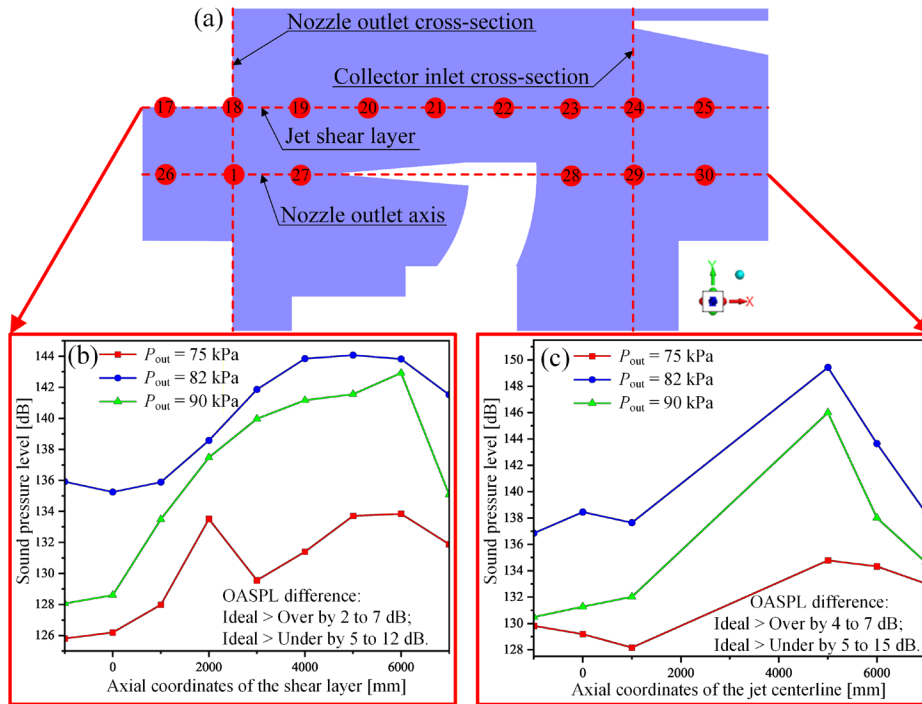 (a)
Nozzle outlet cross-section
Collector inlet cross-section
17 18 19 20 21 22 23 24 25
Jet shear layer
26 1 27 28 29 30
Nozzle outlet axis
Y
X
(b)
P_out = 75 kPa
P_out = 82 kPa
P_out = 90 kPa
144
142
140
138
136
134
132
130
128
126
Sound pressure level [dB]
OASPL difference:
Ideal > Over by 2 to 7 dB;
Ideal > Under by 5 to 12 dB.
0 2000 4000 6000
Axial coordinates of the shear layer [mm]
(c)
P_out = 75 kPa
P_out = 82 kPa
P_out = 90 kPa
150
148
146
144
142
140
138
136
134
132
130
128
Sound pressure level [dB]
OASPL difference:
Ideal > Over by 4 to 7 dB;
Ideal > Under by 5 to 15 dB.
0 2000 4000 6000
Axial coordinates of the jet centerline [mm]